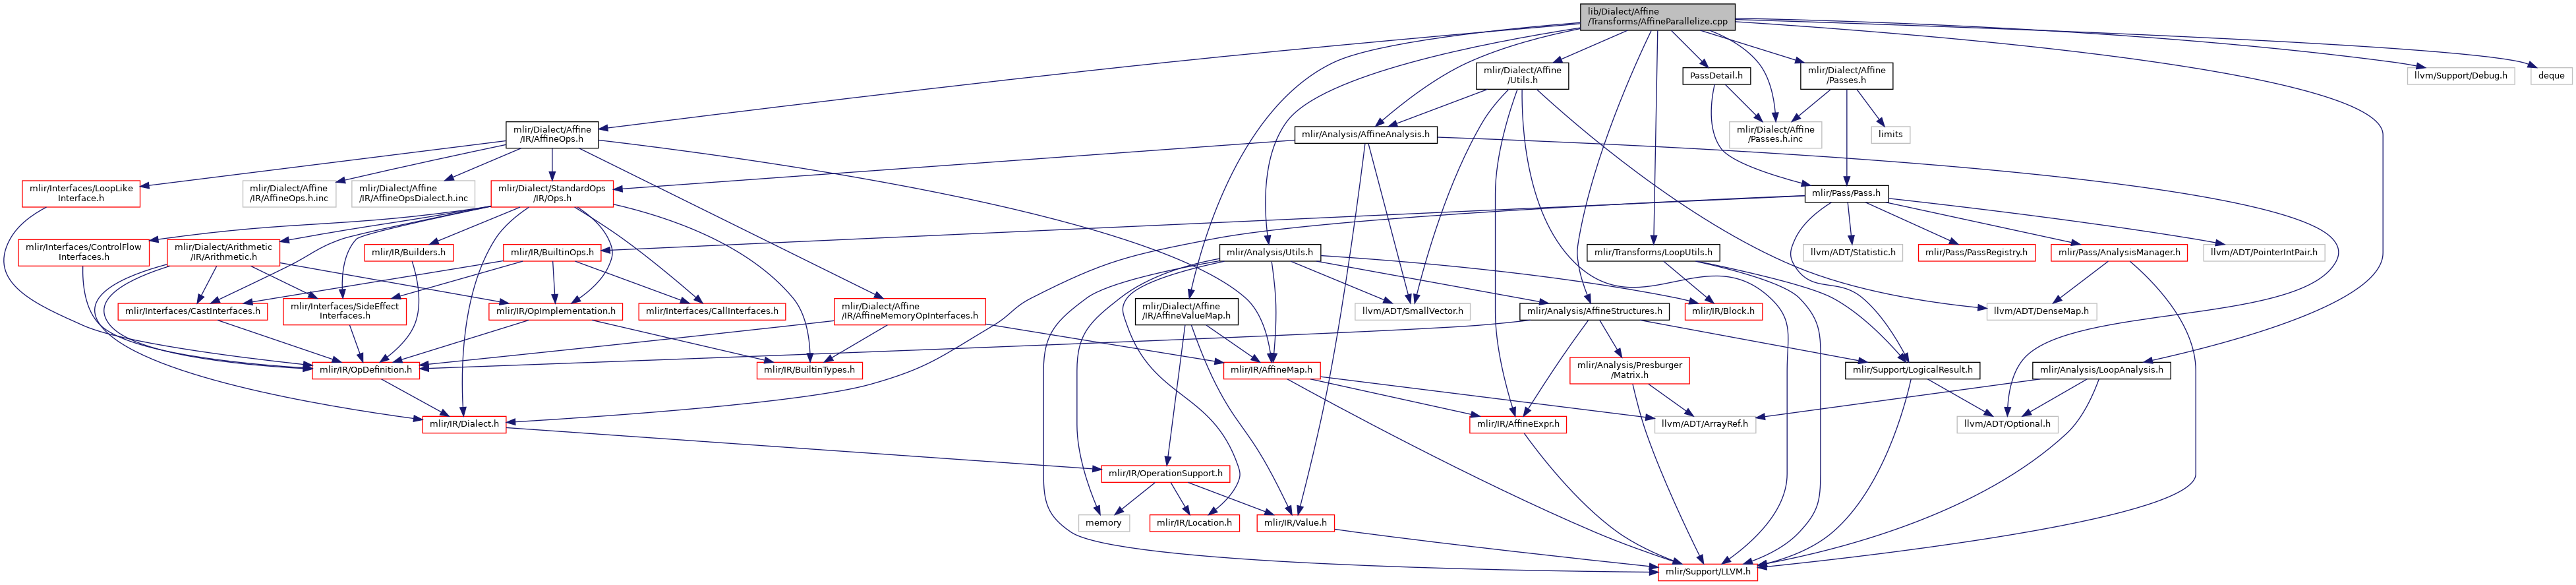 lib/Dialect/Affine
/Transforms/AffineParallelize.cpp
mlir/Dialect/Affine
/Utils.h
PassDetail.h
mlir/Dialect/Affine
/Passes.h
llvm/Support/Debug.h
deque
mlir/Dialect/Affine
/IR/AffineOps.h
mlir/Analysis/AffineAnalysis.h
mlir/Dialect/Affine
/Passes.h.inc
limits
mlir/Interfaces/LoopLike
Interface.h
mlir/Dialect/Affine
/IR/AffineOps.h.inc
mlir/Dialect/Affine
/IR/AffineOpsDialect.h.inc
mlir/Dialect/StandardOps
/IR/Ops.h
mlir/Pass/Pass.h
mlir/Interfaces/ControlFlow
Interfaces.h
mlir/Dialect/Arithmetic
/IR/Arithmetic.h
mlir/IR/Builders.h
mlir/IR/BuiltinOps.h
mlir/Analysis/Utils.h
mlir/Transforms/LoopUtils.h
llvm/ADT/Statistic.h
mlir/Pass/PassRegistry.h
mlir/Pass/AnalysisManager.h
llvm/ADT/PointerIntPair.h
mlir/Interfaces/CastInterfaces.h
mlir/Interfaces/SideEffect
Interfaces.h
mlir/IR/OpImplementation.h
mlir/Interfaces/CallInterfaces.h
mlir/Dialect/Affine
/IR/AffineMemoryOpInterfaces.h
mlir/Dialect/Affine
/IR/AffineValueMap.h
llvm/ADT/SmallVector.h
mlir/Analysis/AffineStructures.h
mlir/IR/Block.h
llvm/ADT/DenseMap.h
mlir/IR/OpDefinition.h
mlir/IR/BuiltinTypes.h
mlir/IR/AffineMap.h
mlir/Analysis/Presburger
/Matrix.h
mlir/Support/LogicalResult.h
mlir/Analysis/LoopAnalysis.h
mlir/IR/Dialect.h
mlir/IR/AffineExpr.h
llvm/ADT/ArrayRef.h
llvm/ADT/Optional.h
mlir/IR/OperationSupport.h
memory
mlir/IR/Location.h
mlir/IR/Value.h
mlir/Support/LLVM.h